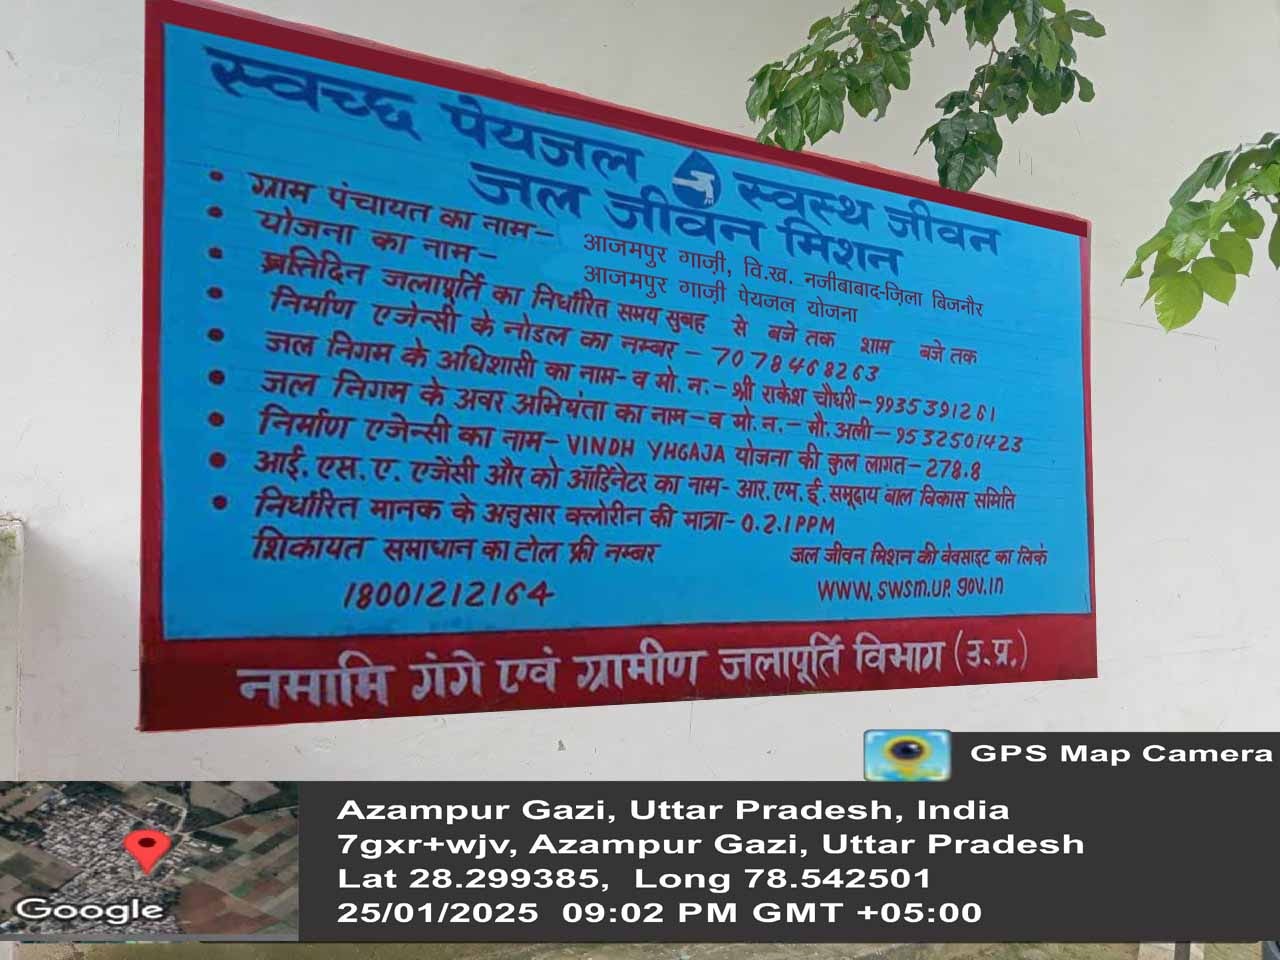 स्वच्छ पेयजल स्वस्थ जीवन
जल जीवन मिशन
• ग्राम पंचायत का नाम– आजमपुर गाज़ी, वि.ख. नजीबाबाद-ज़िला बिजनौर
• योजना का नाम– आजमपुर गाज़ी पेयजल योजना
• प्रतिदिन जलापूर्ति का निर्धारित समय सुबह से बजे तक शाम बजे तक
• निर्माण एजेन्सी के नोडल का नम्बर – 7078468263
• जल निगम के अधिशासी का नाम-व मो.न.-श्री राकेश चौधरी-9935391261
• जल निगम के अवर अभियंता का नाम-व मो.न.-मौ.अली-9532501423
• निर्माण एजेन्सी का नाम- VINDH YHGAJA योजना की कुल लागत-278.8
• आई.एस.ए. एजेंसी और को ऑर्डिनेटर का नाम- आर.एम.ई.समूदाय बाल विकास समिति
• निर्धारित मानक के अनुसार क्लोरीन की मात्रा-0.2.1PPM
शिकायत समाधान का टोल फ्री नम्बर
18001212164
जल जीवन मिशन की वेवसाइट का लिकं
www.swsm.up.gov.in
नमामि गंगे एवं ग्रामीण जलापूर्ति विभाग (उ.प्र.)
GPS Map Camera
Azampur Gazi, Uttar Pradesh, India
7gxr+wjv, Azampur Gazi, Uttar Pradesh
Lat 28.299385, Long 78.542501
25/01/2025 09:02 PM GMT +05:00
Google